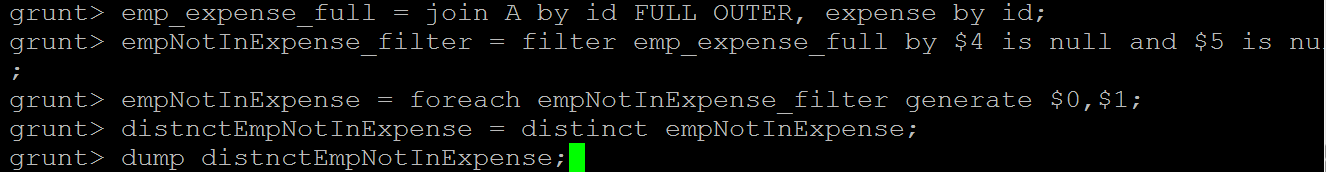 grunt> emp_expense_full = join A by id FULL OUTER, expense by id;
grunt> empNotInExpense_filter = filter emp_expense_full by $4 is null and $5 is nu
;
grunt> empNotInExpense = foreach empNotInExpense_filter generate $0,$1;
grunt> distnctEmpNotInExpense = distinct empNotInExpense;
grunt> dump distnctEmpNotInExpense;